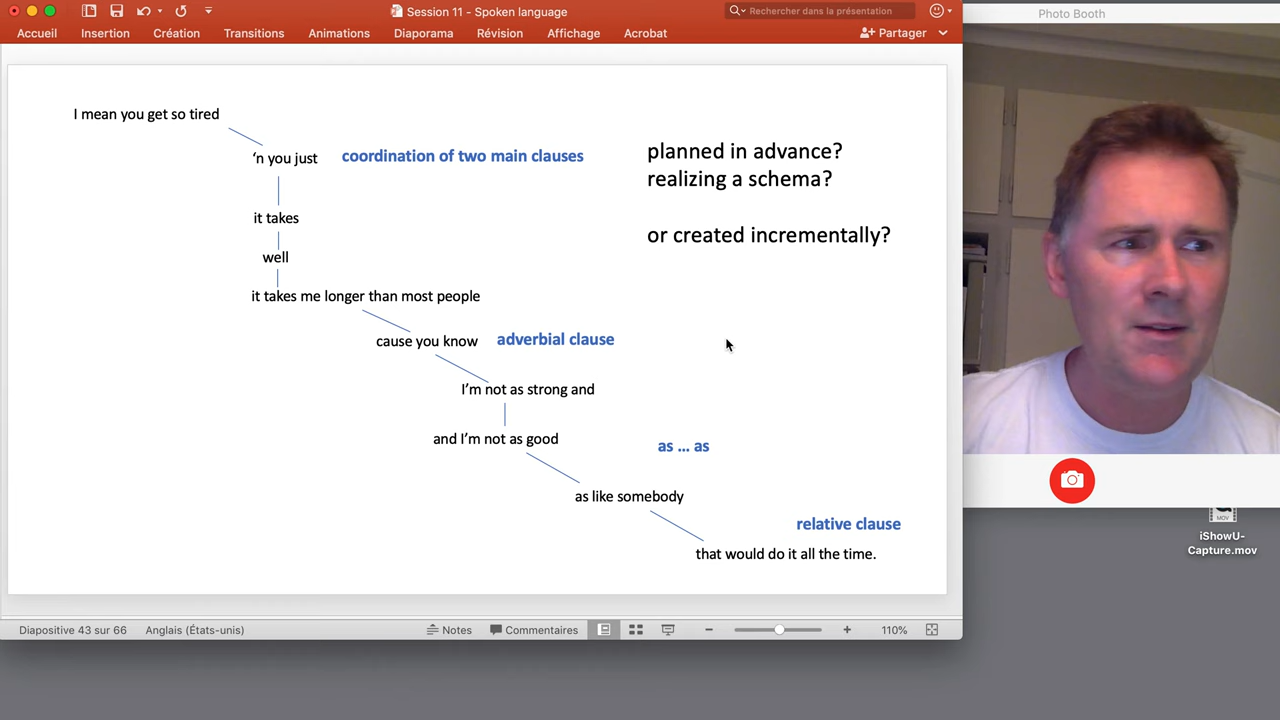 Session 11 - Spoken language
Rechercher dans la présentation
Photo Booth
Accueil
Insertion
Création
Transitions
Animations
Diaporama
Révision
Affichage
Acrobat
Partager
I mean you get so tired
‘n you just
coordination of two main clauses
planned in advance?
realizing a schema?
it takes
or created incrementally?
well
it takes me longer than most people
cause you know
adverbial clause
I’m not as strong and
and I’m not as good
as ... as
as like somebody
relative clause
that would do it all the time.
MOV
iShowU-
Capture.mov
Diapositive 43 sur 66
Anglais (États-unis)
Notes
Commentaires
110%